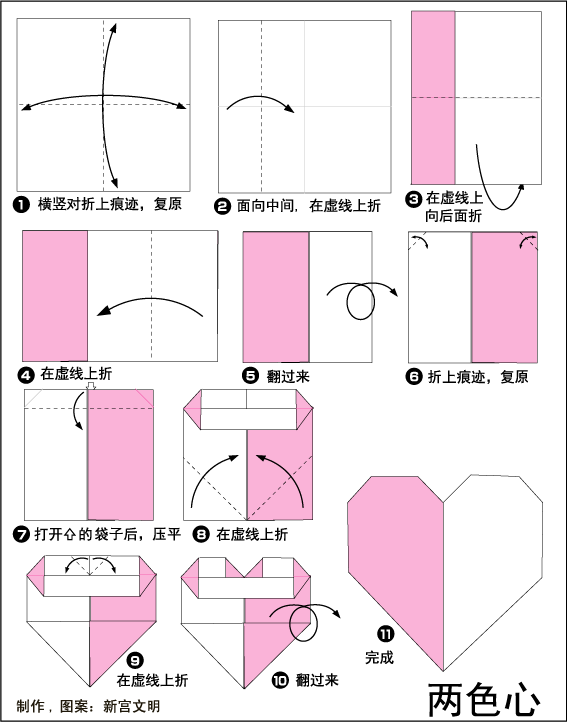 ❶ 横竖对折上痕迹，复原
❷ 面向中间，在虚线上折
❸ 在虚线上
向后面折
❹ 在虚线上折
❺ 翻过来
❻ 折上痕迹，复原
❼ 打开⇩的袋子后，压平
❽ 在虚线上折
❾
在虚线上折
❿ 翻过来
⓫
完成
制作，图案：新宫文明
两色心